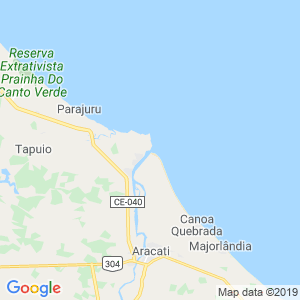 Reserva
Extrativista
Prainha Do
Canto Verde
Parajuru
Tapuio
CE-040
Canoa
Quebrada
Majorlândia
Aracati
304
Google
Map data ©2019